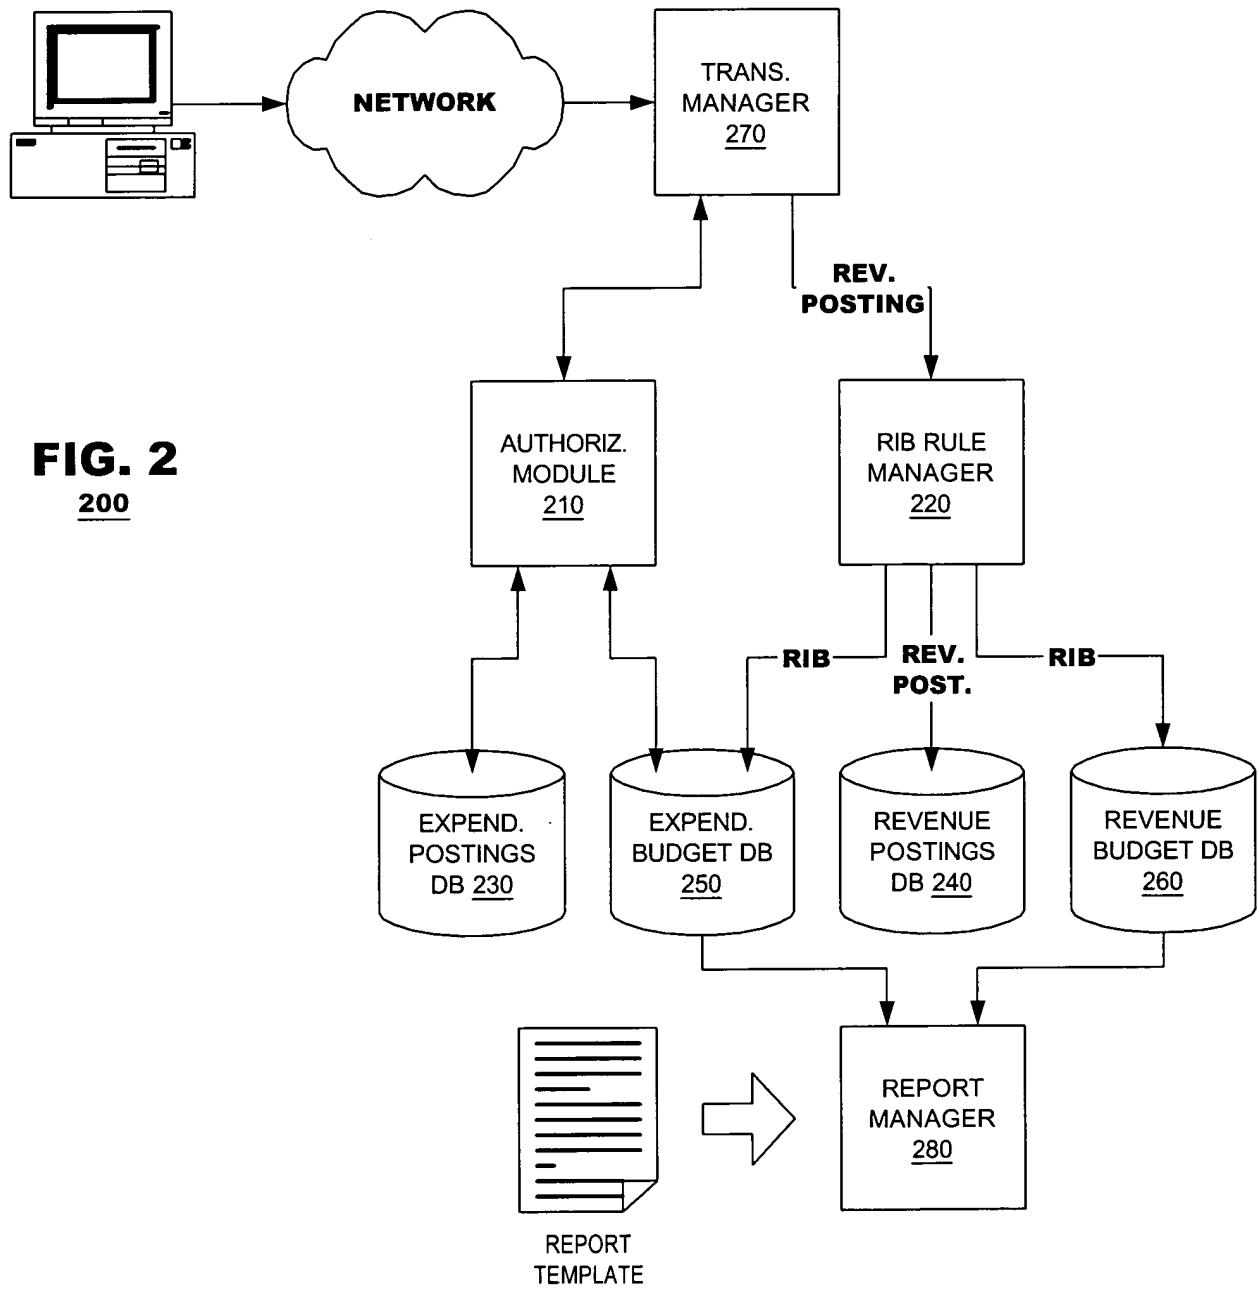 NETWORK
TRANS.
MANAGER
270
REV.
POSTING
FIG. 2
200
AUTHORIZ.
MODULE
210
RIB RULE
MANAGER
220
RIB
REV.
POST.
RIB
EXPEND.
POSTINGS
DB 230
EXPEND.
BUDGET DB
250
REVENUE
POSTINGS
DB 240
REVENUE
BUDGET DB
260
REPORT
MANAGER
280
REPORT
TEMPLATE